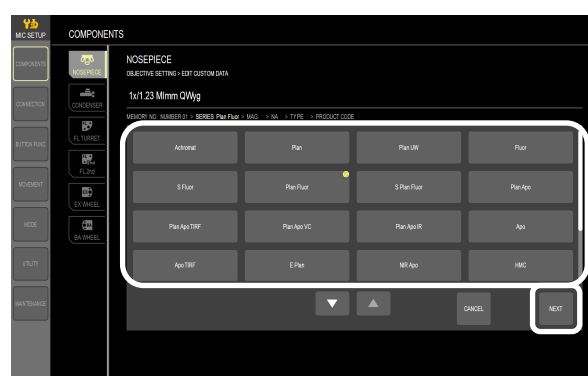 MIC SETUP
COMPONENTS
COMPONENTS
CONNECTION
BUTTON FUNC.
MOVEMENT
MODE
UTILITY
MAINTENANCE
NOSEPIECE
CONDENSER
FL TURRET
FL 2nd
EX WHEEL
BA WHEEL
NOSEPIECE
OBJECTIVE SETTING > EDIT CUSTOM DATA
1x/1.23 MImm QWyg
MEMORY NO. NUMBER 01 > SERIES Plan Fluor > MAG. > NA > TYPE > PRODUCT CODE
Achromat Plan Plan UW Fluor
S Fluor Plan Fluor S Plan Fluor Plan Apo
Plan Apo TIRF Plan Apo VC Plan Apo IR Apo
Apo TIRF E Plan NIR Apo HMC
CANCEL NEXT